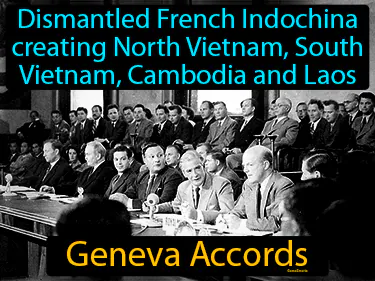 Dismantled French Indochina
creating North Vietnam, South
Vietnam, Cambodia and Laos
Geneva Accords